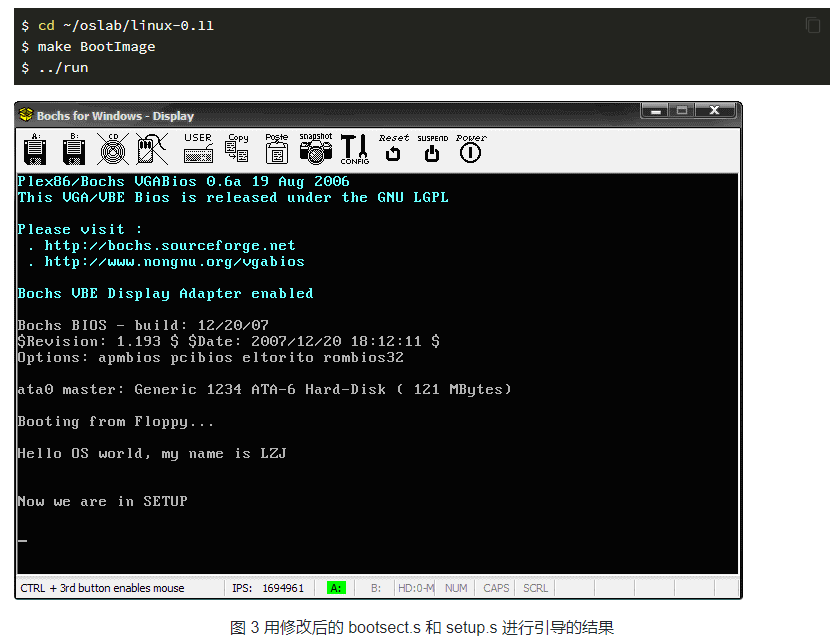 $ cd ~/oslab/linux-0.11
$ make BootImage
$ ../run
Bochs for Windows - Display
A: B: CD USER Copy Paste snapshot CONFIG Reset SUSPEND Power
Plex86/Bochs VGABios 0.6a 19 Aug 2006
This VGA/VBE Bios is released under the GNU LGPL
Please visit :
. http://bochs.sourceforge.net
. http://www.nongnu.org/vgabios
Bochs VBE Display Adapter enabled
Bochs BIOS - build: 12/20/07
$Revision: 1.193 $ $Date: 2007/12/20 18:12:11 $
Options: apmbios pcibios eltorito rombios32
ata0 master: Generic 1234 ATA-6 Hard-Disk ( 121 MBytes)
Booting from Floppy...
Hello OS world, my name is LZJ
Now we are in SETUP
CTRL + 3rd button enables mouse IPS: 1694961 A: B: HD:0-M NUM CAPS SCRL
图 3 用修改后的 bootsect.s 和 setup.s 进行引导的结果